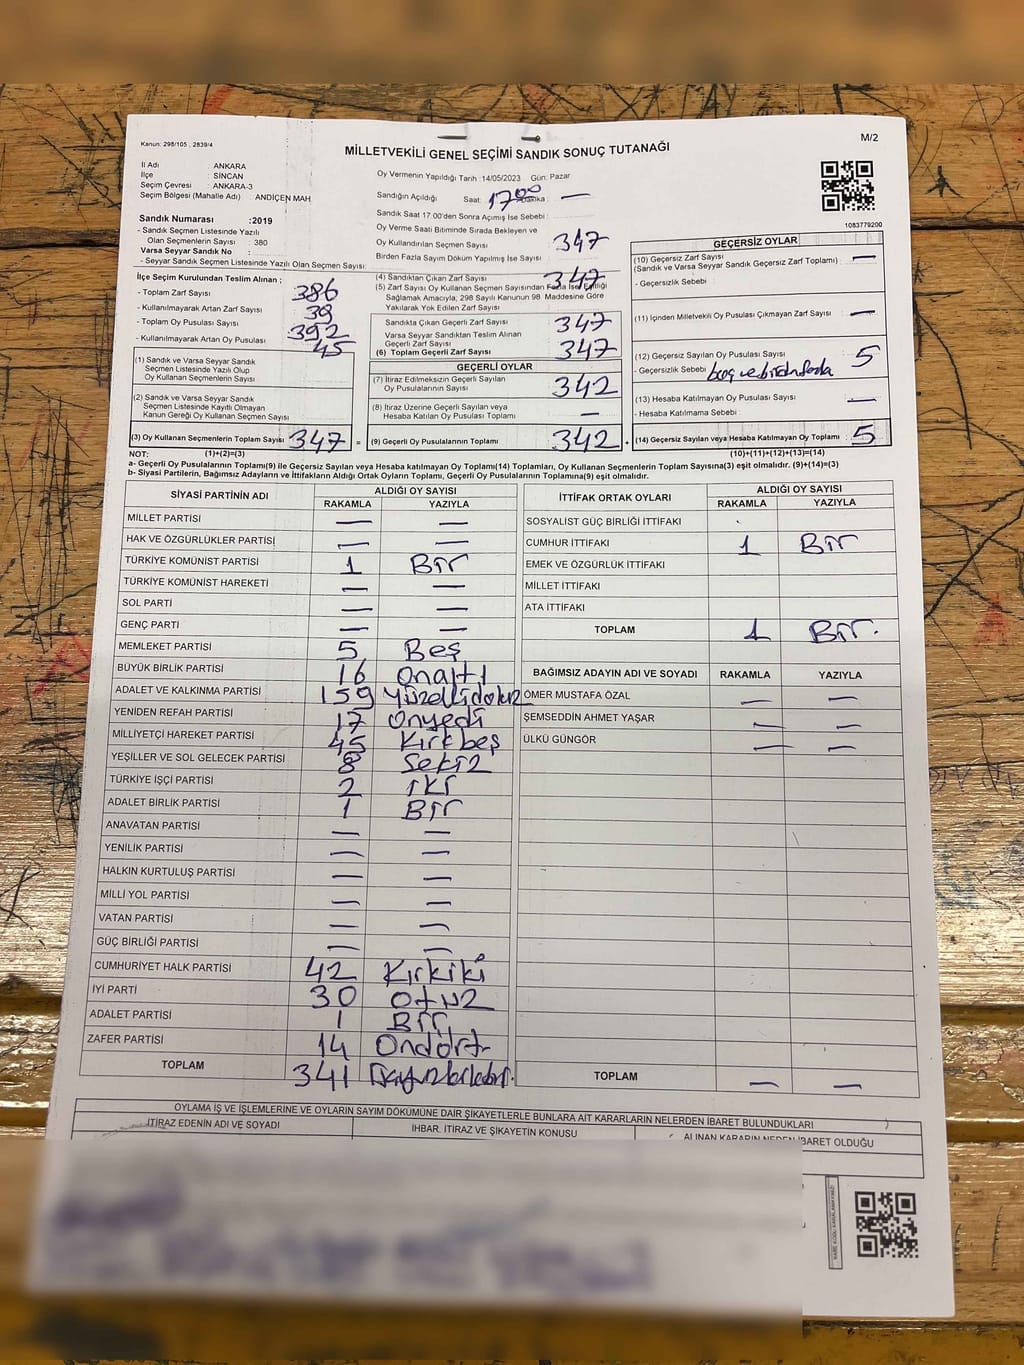 Kanun: 298/105 , 2839/4
M/2
MİLLETVEKİLİ GENEL SEÇİMİ SANDIK SONUÇ TUTANAĞI
İl Adı : ANKARA
İlçe : SİNCAN
Seçim Çevresi : ANKARA-3
Seçim Bölgesi (Mahalle Adı) ANDİÇEN MAH
Sandık Numarası :2019
- Sandık Seçmen Listesinde Yazılı
Olan Seçmenlerin Sayısı : 380
Varsa Seyyar Sandık No :
- Seyyar Sandık Seçmen Listesinde Yazılı Olan Seçmen Sayısı:
Oy Vermenin Yapıldığı Tarih :14/05/2023 Gün: Pazar
Sandığın Açıldığı Saat: 17 00 Dakika : —
Sandık Saat 17.00'den Sonra Açılmış İse Sebebi :
Oy Verme Saati Bitiminde Sırada Bekleyen ve
Oy Kullandırılan Seçmen Sayısı 347
Birden Fazla Sayım Döküm Yapılmış İse Sayısı :
1083779200
İlçe Seçim Kurulundan Teslim Alınan ;
- Toplam Zarf Sayısı 386
- Kullanılmayarak Artan Zarf Sayısı 39
- Toplam Oy Pusulası Sayısı 392
- Kullanılmayarak Artan Oy Pusulası 45
(1) Sandık ve Varsa Seyyar Sandık
Seçmen Listesinde Yazılı Olup
Oy Kullanan Seçmenlerin Sayısı
(2) Sandık ve Varsa Seyyar Sandık
Seçmen Listesinde Kayıtlı Olmayan
Kanun Gereği Oy Kullanan Seçmen Sayısı
(3) Oy Kullanan Seçmenlerin Toplam Sayısı 347 =
(4) Sandıktan Çıkan Zarf Sayısı 347
(5) Zarf Sayısı Oy Kullanan Seçmen Sayısından Fazla İse Eşitliği
Sağlamak Amacıyla; 298 Sayılı Kanunun 98. Maddesine Göre
Yakılarak Yok Edilen Zarf Sayısı
Sandıkta Çıkan Geçerli Zarf Sayısı 347
Varsa Seyyar Sandıktan Teslim Alınan
Geçerli Zarf Sayısı
(6) Toplam Geçerli Zarf Sayısı 347
GEÇERLİ OYLAR
(7) İtiraz Edilmeksizin Geçerli Sayılan
Oy Pusulalarının Sayısı 342
(8) İtiraz Üzerine Geçerli Sayılan veya
Hesaba Katılan Oy Pusulası Sayısı —
(9) Geçerli Oy Pusulalarının Toplamı 342
GEÇERSİZ OYLAR
(10) Geçersiz Zarf Sayısı —
(Sandık ve Varsa Seyyar Sandık Geçersiz Zarf Toplamı) :
- Geçersizlik Sebebi
(11) İçinden Milletvekili Oy Pusulası Çıkmayan Zarf Sayısı —
(12) Geçersiz Sayılan Oy Pusulası Sayısı 5
- Geçersizlik Sebebi boş ve birden fazla
(13) Hesaba Katılmayan Oy Pusulası Sayısı —
- Hesaba Katılmama Sebebi :
(14) Geçersiz Sayılan veya Hesaba Katılmayan Oy Toplamı 5
NOT: (1)+(2)=(3) (10)+(11)+(12)+(13)=(14)
a- Geçerli Oy Pusulalarının Toplamı(9) ile Geçersiz Sayılan veya Hesaba katılmayan Oy Toplamı(14) Toplamları, Oy Kullanan Seçmenlerin Toplam Sayısına(3) eşit olmalıdır. (9)+(14)=(3)
b- Siyasi Partilerin, Bağımsız Adayların ve İttifakların Aldığı Ortak Oyların Toplamı, Geçerli Oy Pusulalarının Toplamına(9) eşit olmalıdır.
SİYASİ PARTİNİN ADI ALDIĞI OY SAYISI
RAKAMLA YAZIYLA
MİLLET PARTİSİ — —
HAK VE ÖZGÜRLÜKLER PARTİSİ — —
TÜRKİYE KOMÜNİST PARTİSİ 1 Bir
TÜRKİYE KOMÜNİST HAREKETİ — —
SOL PARTİ — —
GENÇ PARTİ — —
MEMLEKET PARTİSİ 5 Beş
BÜYÜK BİRLİK PARTİSİ 16 Onaltı
ADALET VE KALKINMA PARTİSİ 159 Yüzellidokuz
YENİDEN REFAH PARTİSİ 17 Onyedi
MİLLİYETÇİ HAREKET PARTİSİ 45 Kırkbeş
YEŞİLLER VE SOL GELECEK PARTİSİ 8 Sekiz
TÜRKİYE İŞÇİ PARTİSİ 2 İki
ADALET BİRLİK PARTİSİ 1 Bir
ANAVATAN PARTİSİ — —
YENİLİK PARTİSİ — —
HALKIN KURTULUŞ PARTİSİ — —
MİLLİ YOL PARTİSİ — —
VATAN PARTİSİ — —
GÜÇ BİRLİĞİ PARTİSİ — —
CUMHURİYET HALK PARTİSİ 42 Kırkiki
İYİ PARTİ 30 Otuz
ADALET PARTİSİ 1 Bir
ZAFER PARTİSİ 14 Ondört
TOPLAM 341
İTTİFAK ORTAK OYLARI ALDIĞI OY SAYISI
RAKAMLA YAZIYLA
SOSYALİST GÜÇ BİRLİĞİ İTTİFAKI
CUMHUR İTTİFAKI 1 Bir
EMEK VE ÖZGÜRLÜK İTTİFAKI
MİLLET İTTİFAKI
ATA İTTİFAKI
TOPLAM 1 Bir.
BAĞIMSIZ ADAYIN ADI VE SOYADI RAKAMLA YAZIYLA
ÖMER MUSTAFA ÖZAL — —
ŞEMSEDDİN AHMET YAŞAR — —
ÜLKÜ GÜNGÖR — —
TOPLAM — —
OYLAMA İŞ VE İŞLEMLERİNE VE OYLARIN SAYIM DÖKÜMÜNE DAİR ŞİKAYETLERLE BUNLARA AİT KARARLARIN NELERDEN İBARET BULUNDUKLARI
İTİRAZ EDENİN ADI VE SOYADI İHBAR, İTİRAZ VE ŞİKAYETİN KONUSU ALINAN KARARIN NEDEN İBARET OLDUĞU